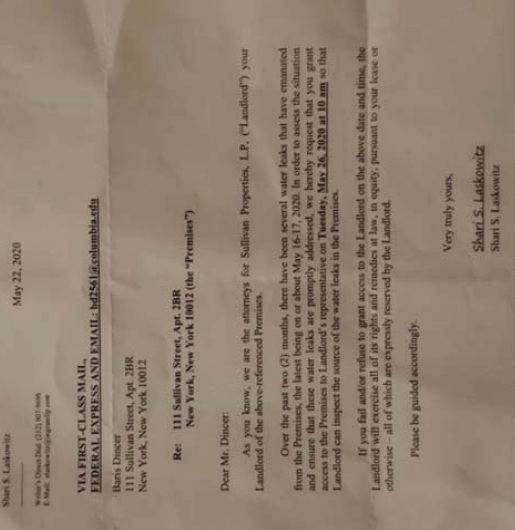 Shari S. Laskowitz
May 22, 2020
Writer's Direct Dial (212)
E-Mail:
VIA FIRST-CLASS MAIL,
FEDERAL EXPRESS AND EMAIL: bd2561@columbia.edu
Baris Dincer
111 Sullivan Street, Apt. 2BR
New York, New York 10012
Re: 111 Sullivan Street, Apt. 2BR
New York, New York 10012 (the "Premises")
Dear Mr. Dincer:
As you know, we are the attorneys for Sullivan Properties, L.P. ("Landlord") your
Landlord of the above-referenced Premises.
Over the past two (2) months, there have been several water leaks that have emanated
from the Premises, the latest being on or about May 16-17, 2020. In order to assess the situation
and ensure that these water leaks are promptly addressed, we hereby request that you grant
access to the Premises to Landlord's representative on Tuesday, May 26, 2020 at 10 am so that
Landlord can inspect the source of the water leaks in the Premises.
If you fail and/or refuse to grant access to the Landlord on the above date and time, the
Landlord will exercise all of its rights and remedies at law, in equity, pursuant to your lease or
otherwise – all of which are expressly reserved by the Landlord.
Please be guided accordingly.
Very truly yours,
Shari S. Laskowitz
Shari S. Laskowitz